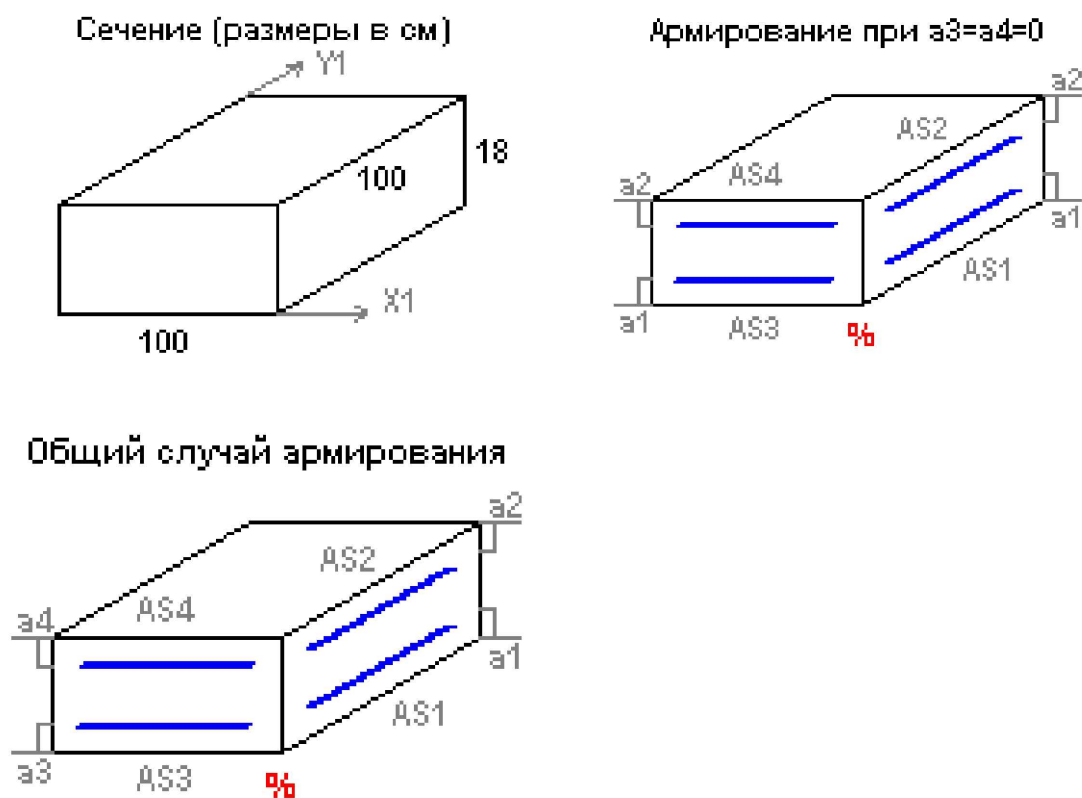 Сечение (размеры в см)
Y1
18
100
X1
100
Армирование при a3=a4=0
a2
AS2
AS4
a2
a1
AS1
a1
AS3
%
Общий случай армирования
a2
AS2
AS4
a4
a1
AS1
a3
AS3
%